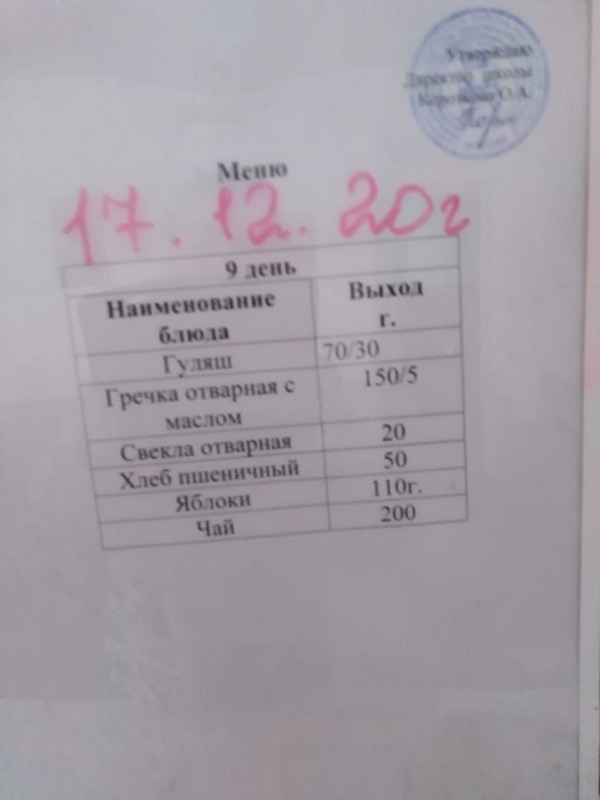 Утверждаю
Директор школы
О.А.
Меню
17.12.20г
9 день
Наименование блюда Выход г.
Гуляш 70/30
Гречка отварная с маслом 150/5
Свекла отварная 20
Хлеб пшеничный 50
Яблоки 110г.
Чай 200